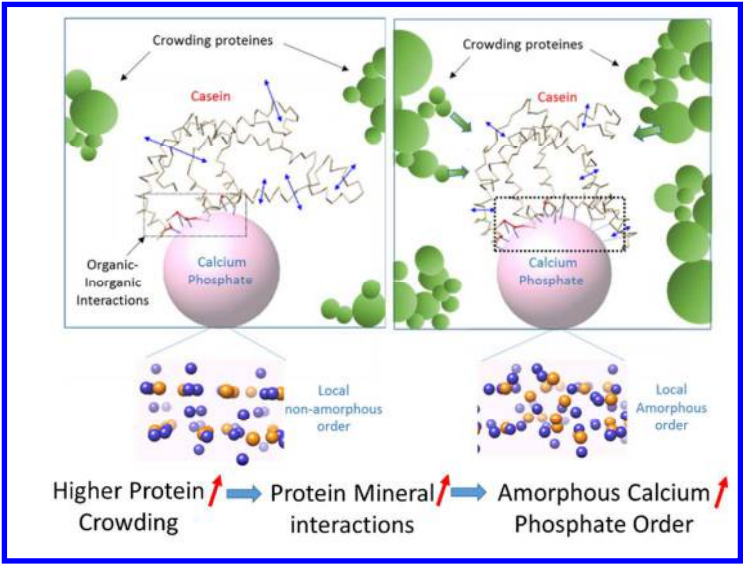 Crowding proteines
Casein
Organic-
Inorganic
Interactions
Calcium
Phosphate
Local
non-amorphous
order
Crowding proteines
Casein
Calcium
Phosphate
Local
Amorphous
order
Higher Protein
Crowding
Protein Mineral
interactions
Amorphous Calcium
Phosphate Order